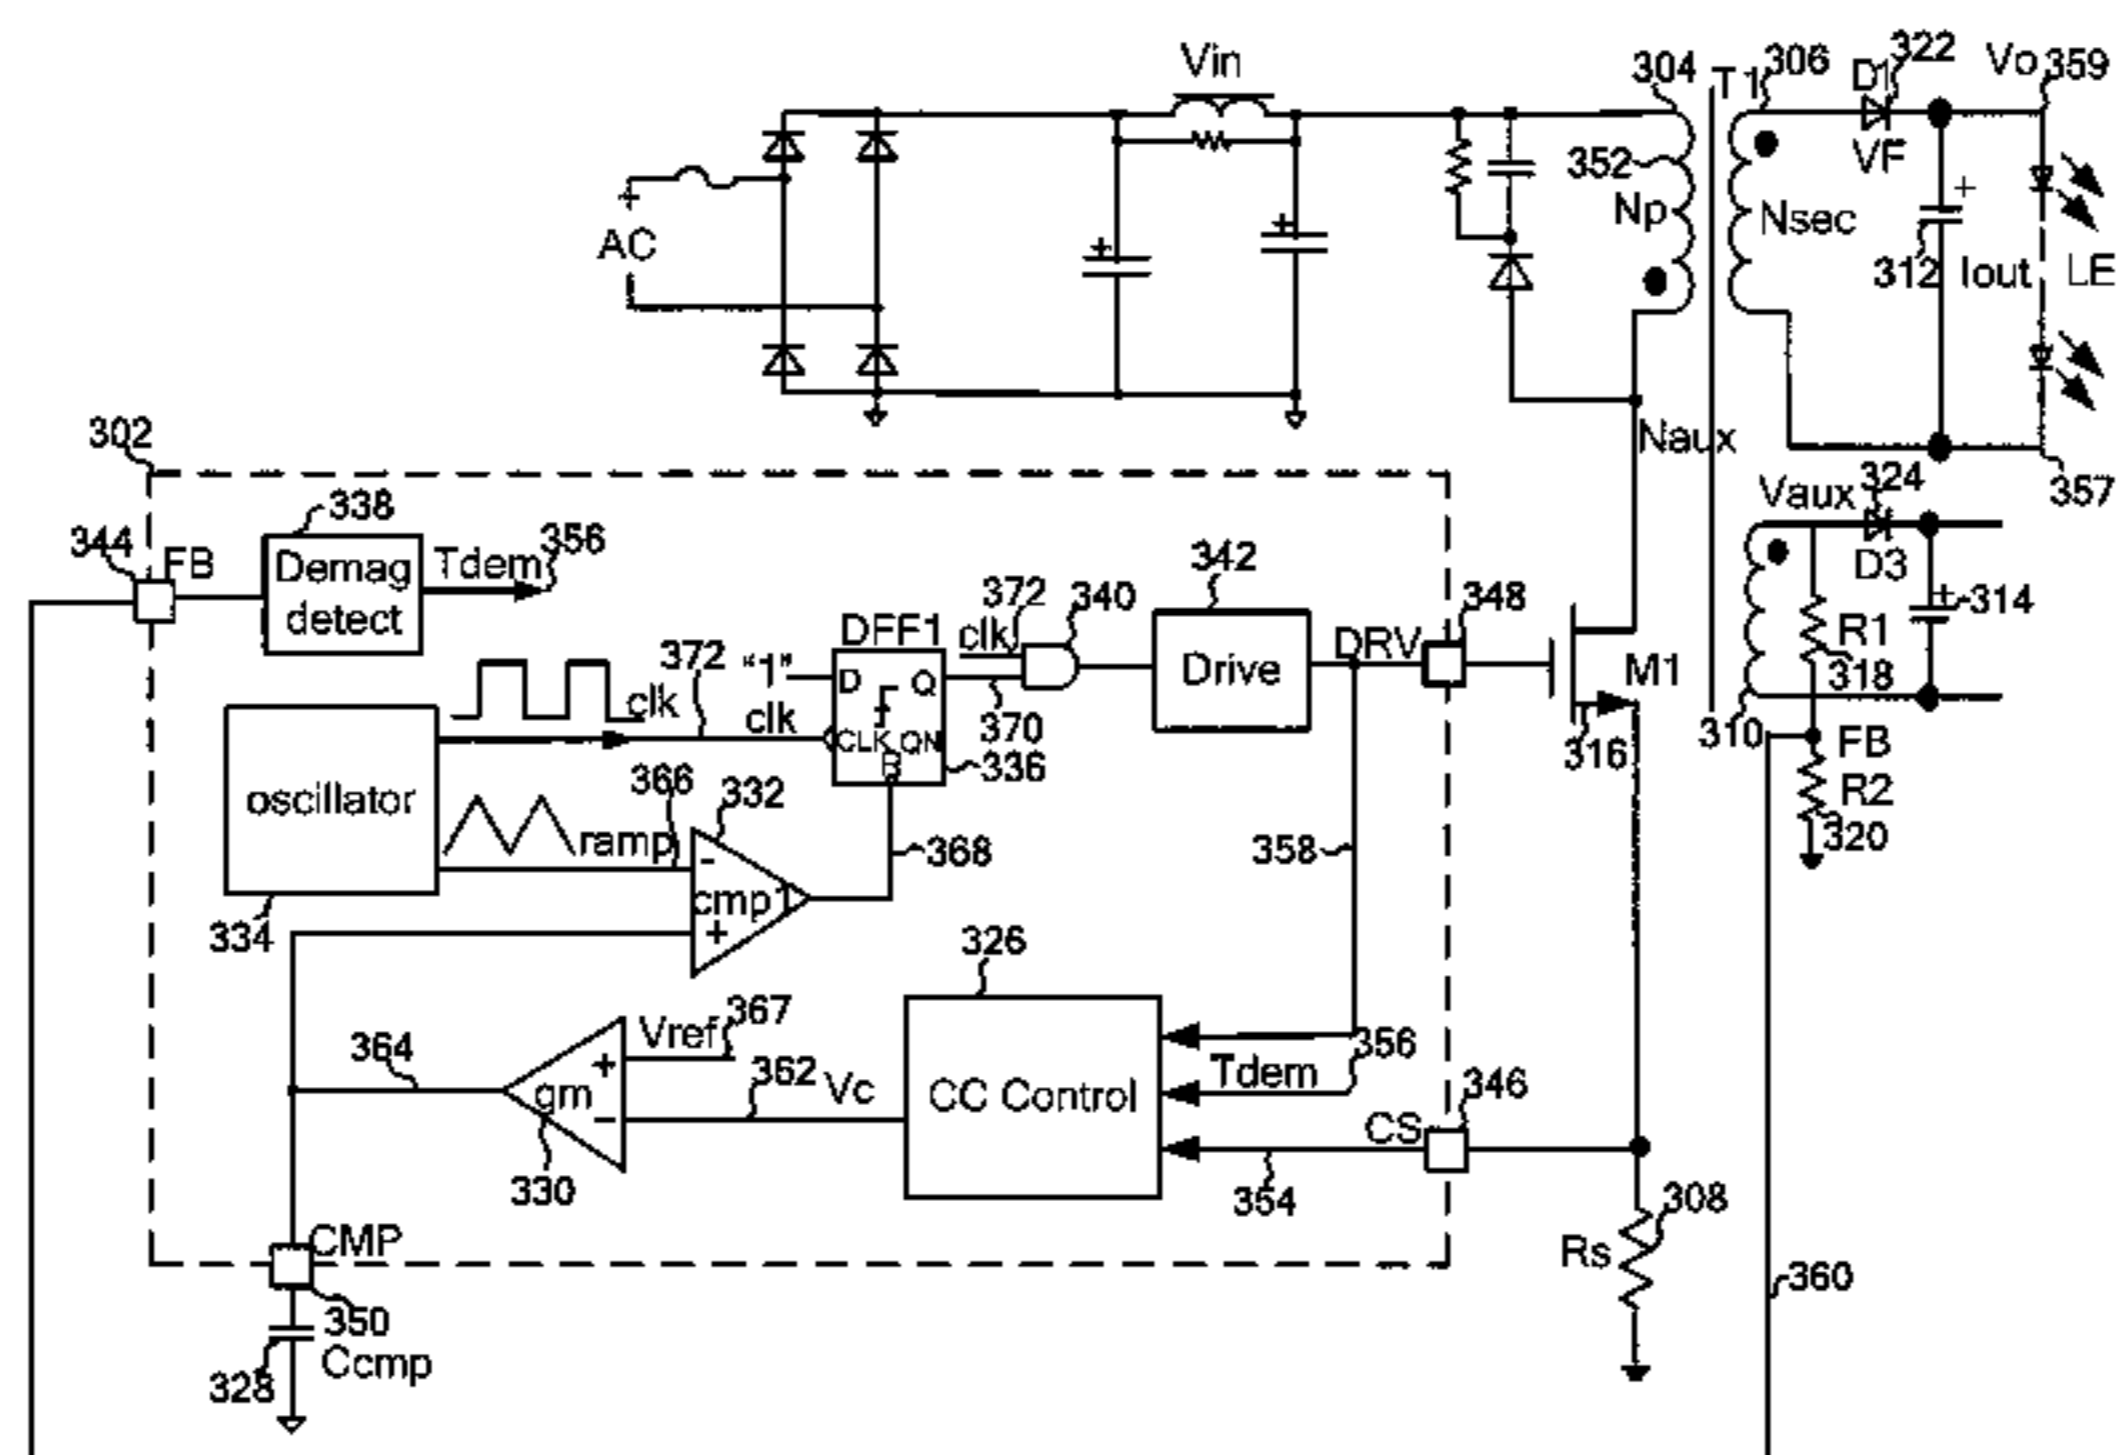 Vin
304
T1
306
D1
322
Vo
359
VF
352
Np
Nsec
AC
+
+
+
+
312
Iout
LE
Naux
357
302
Vaux
324
D3
344
FB
338
Demag
detect
Tdem
356
372
clk
340
342
348
314
+
DFF1
"1"
D
Q
DRV
Drive
M1
R1
318
372
clk
clk
CLK
QN
R
370
336
316
310
FB
R2
320
oscillator
366
332
ramp
-
cmp1
+
368
358
334
326
367
Vref
364
+
gm
-
362
Vc
CC Control
356
Tdem
346
CS
330
354
308
Rs
360
CMP
350
Ccmp
328